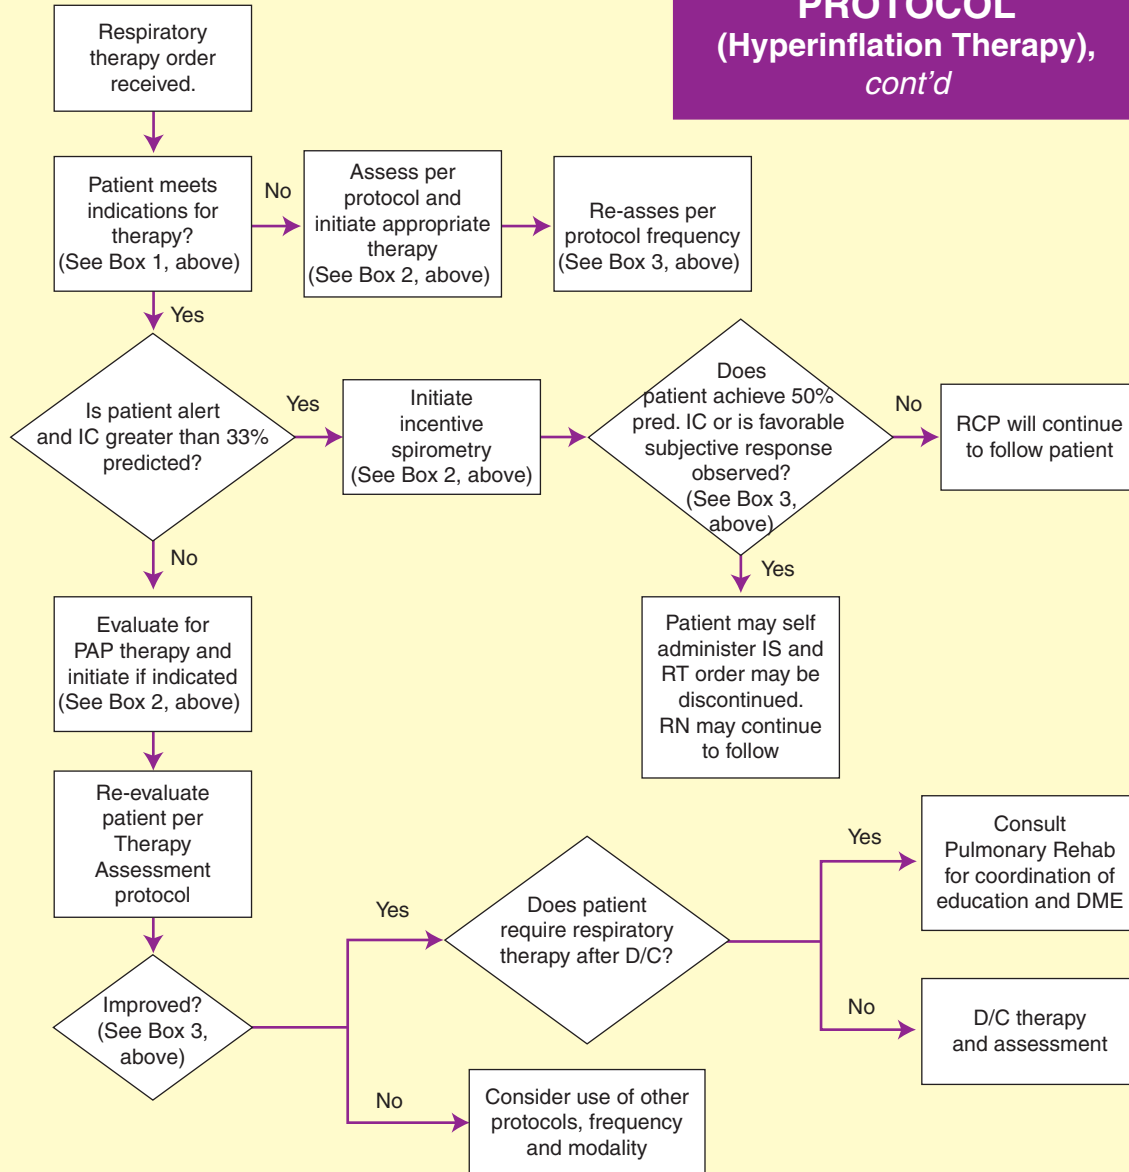 PROTOCOL
(Hyperinflation Therapy),
cont'd
Respiratory
therapy order
received.
Patient meets
indications for
therapy?
(See Box 1, above)
No
Assess per
protocol and
initiate appropriate
therapy
(See Box 2, above)
Re-asses per
protocol frequency
(See Box 3, above)
Yes
Is patient alert
and IC greater than 33%
predicted?
Yes
Initiate
incentive
spirometry
(See Box 2, above)
Does
patient achieve 50%
pred. IC or is favorable
subjective response
observed?
(See Box 3,
above)
No
RCP will continue
to follow patient
Yes
Patient may self
administer IS and
RT order may be
discontinued.
RN may continue
to follow
No
Evaluate for
PAP therapy and
initiate if indicated
(See Box 2, above)
Re-evaluate
patient per
Therapy
Assessment
protocol
Improved?
(See Box 3,
above)
Yes
Does patient
require respiratory
therapy after D/C?
Yes
Consult
Pulmonary Rehab
for coordination of
education and DME
No
D/C therapy
and assessment
No
Consider use of other
protocols, frequency
and modality